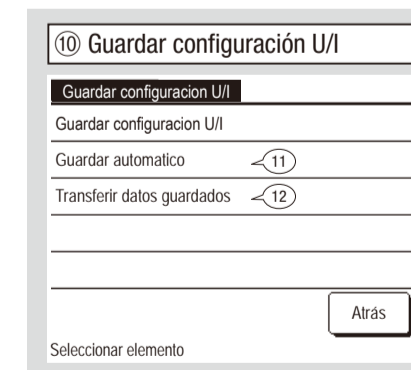 ⑩ Guardar configuración U/I
Guardar configuracion U/I
Guardar configuracion U/I
Guardar automatico 11
Transferir datos guardados 12
Atrás
Seleccionar elemento